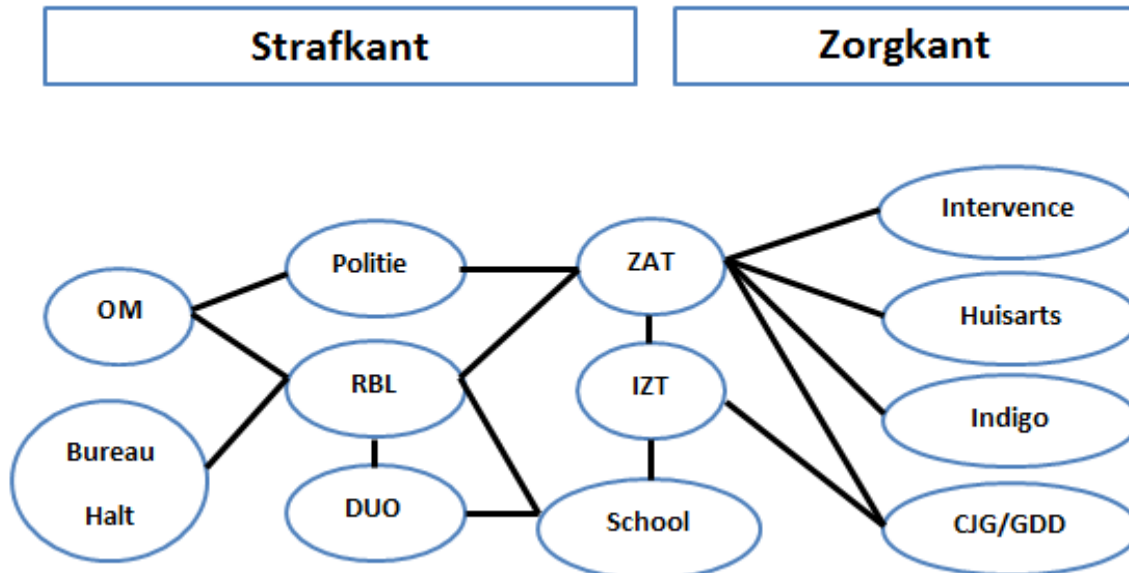 Strafkant
Zorgkant
Intervence
Politie
ZAT
OM
Huisarts
RBL
IZT
Indigo
Bureau
Halt
DUO
School
CJG/GDD